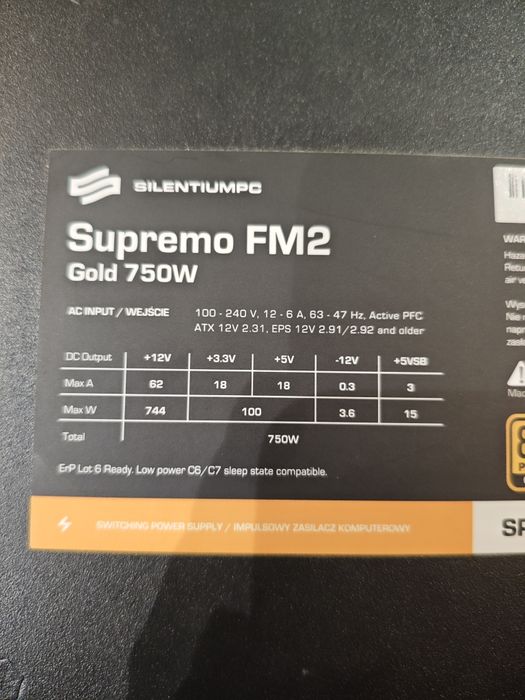 SILENTIUMPC
Supremo FM2
Gold 750W
AC INPUT / WEJŚCIE 100 - 240 V, 12 - 6 A, 63 - 47 Hz, Active PFC
ATX 12V 2.31, EPS 12V 2.91/2.92 and older
DC Output +12V +3.3V +5V -12V +5VSB
Max A 62 18 18 0.3 3
Max W 744 100 3.6 15
Total 750W
ErP Lot 6 Ready. Low power C6/C7 sleep state compatible.
SWITCHING POWER SUPPLY / IMPULSOWY ZASILACZ KOMPUTEROWY